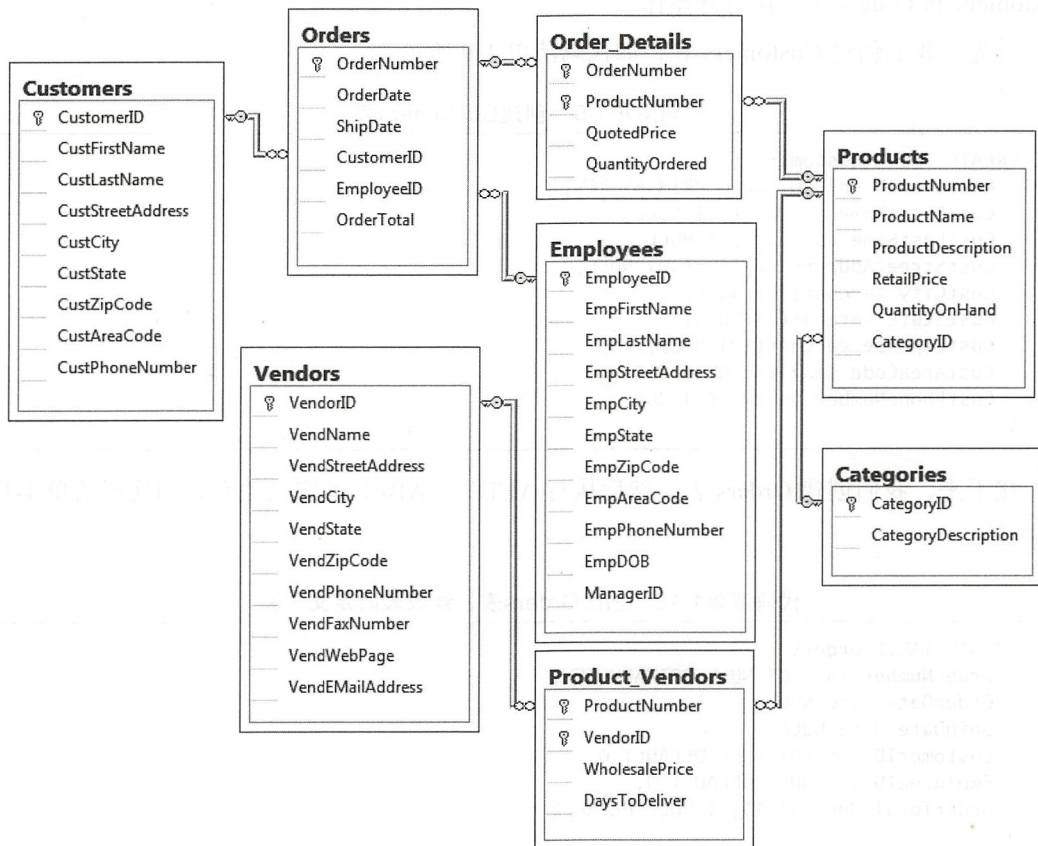 Customers
CustomerID
CustFirstName
CustLastName
CustStreetAddress
CustCity
CustState
CustZipCode
CustAreaCode
CustPhoneNumber
Orders
OrderNumber
OrderDate
ShipDate
CustomerID
EmployeeID
OrderTotal
Order_Details
OrderNumber
ProductNumber
QuotedPrice
QuantityOrdered
Products
ProductNumber
ProductName
ProductDescription
RetailPrice
QuantityOnHand
CategoryID
Employees
EmployeeID
EmpFirstName
EmpLastName
EmpStreetAddress
EmpCity
EmpState
EmpZipCode
EmpAreaCode
EmpPhoneNumber
EmpDOB
ManagerID
Vendors
VendorID
VendName
VendStreetAddress
VendCity
VendState
VendZipCode
VendPhoneNumber
VendFaxNumber
VendWebPage
VendEMailAddress
Categories
CategoryID
CategoryDescription
Product_Vendors
ProductNumber
VendorID
WholesalePrice
DaysToDeliver